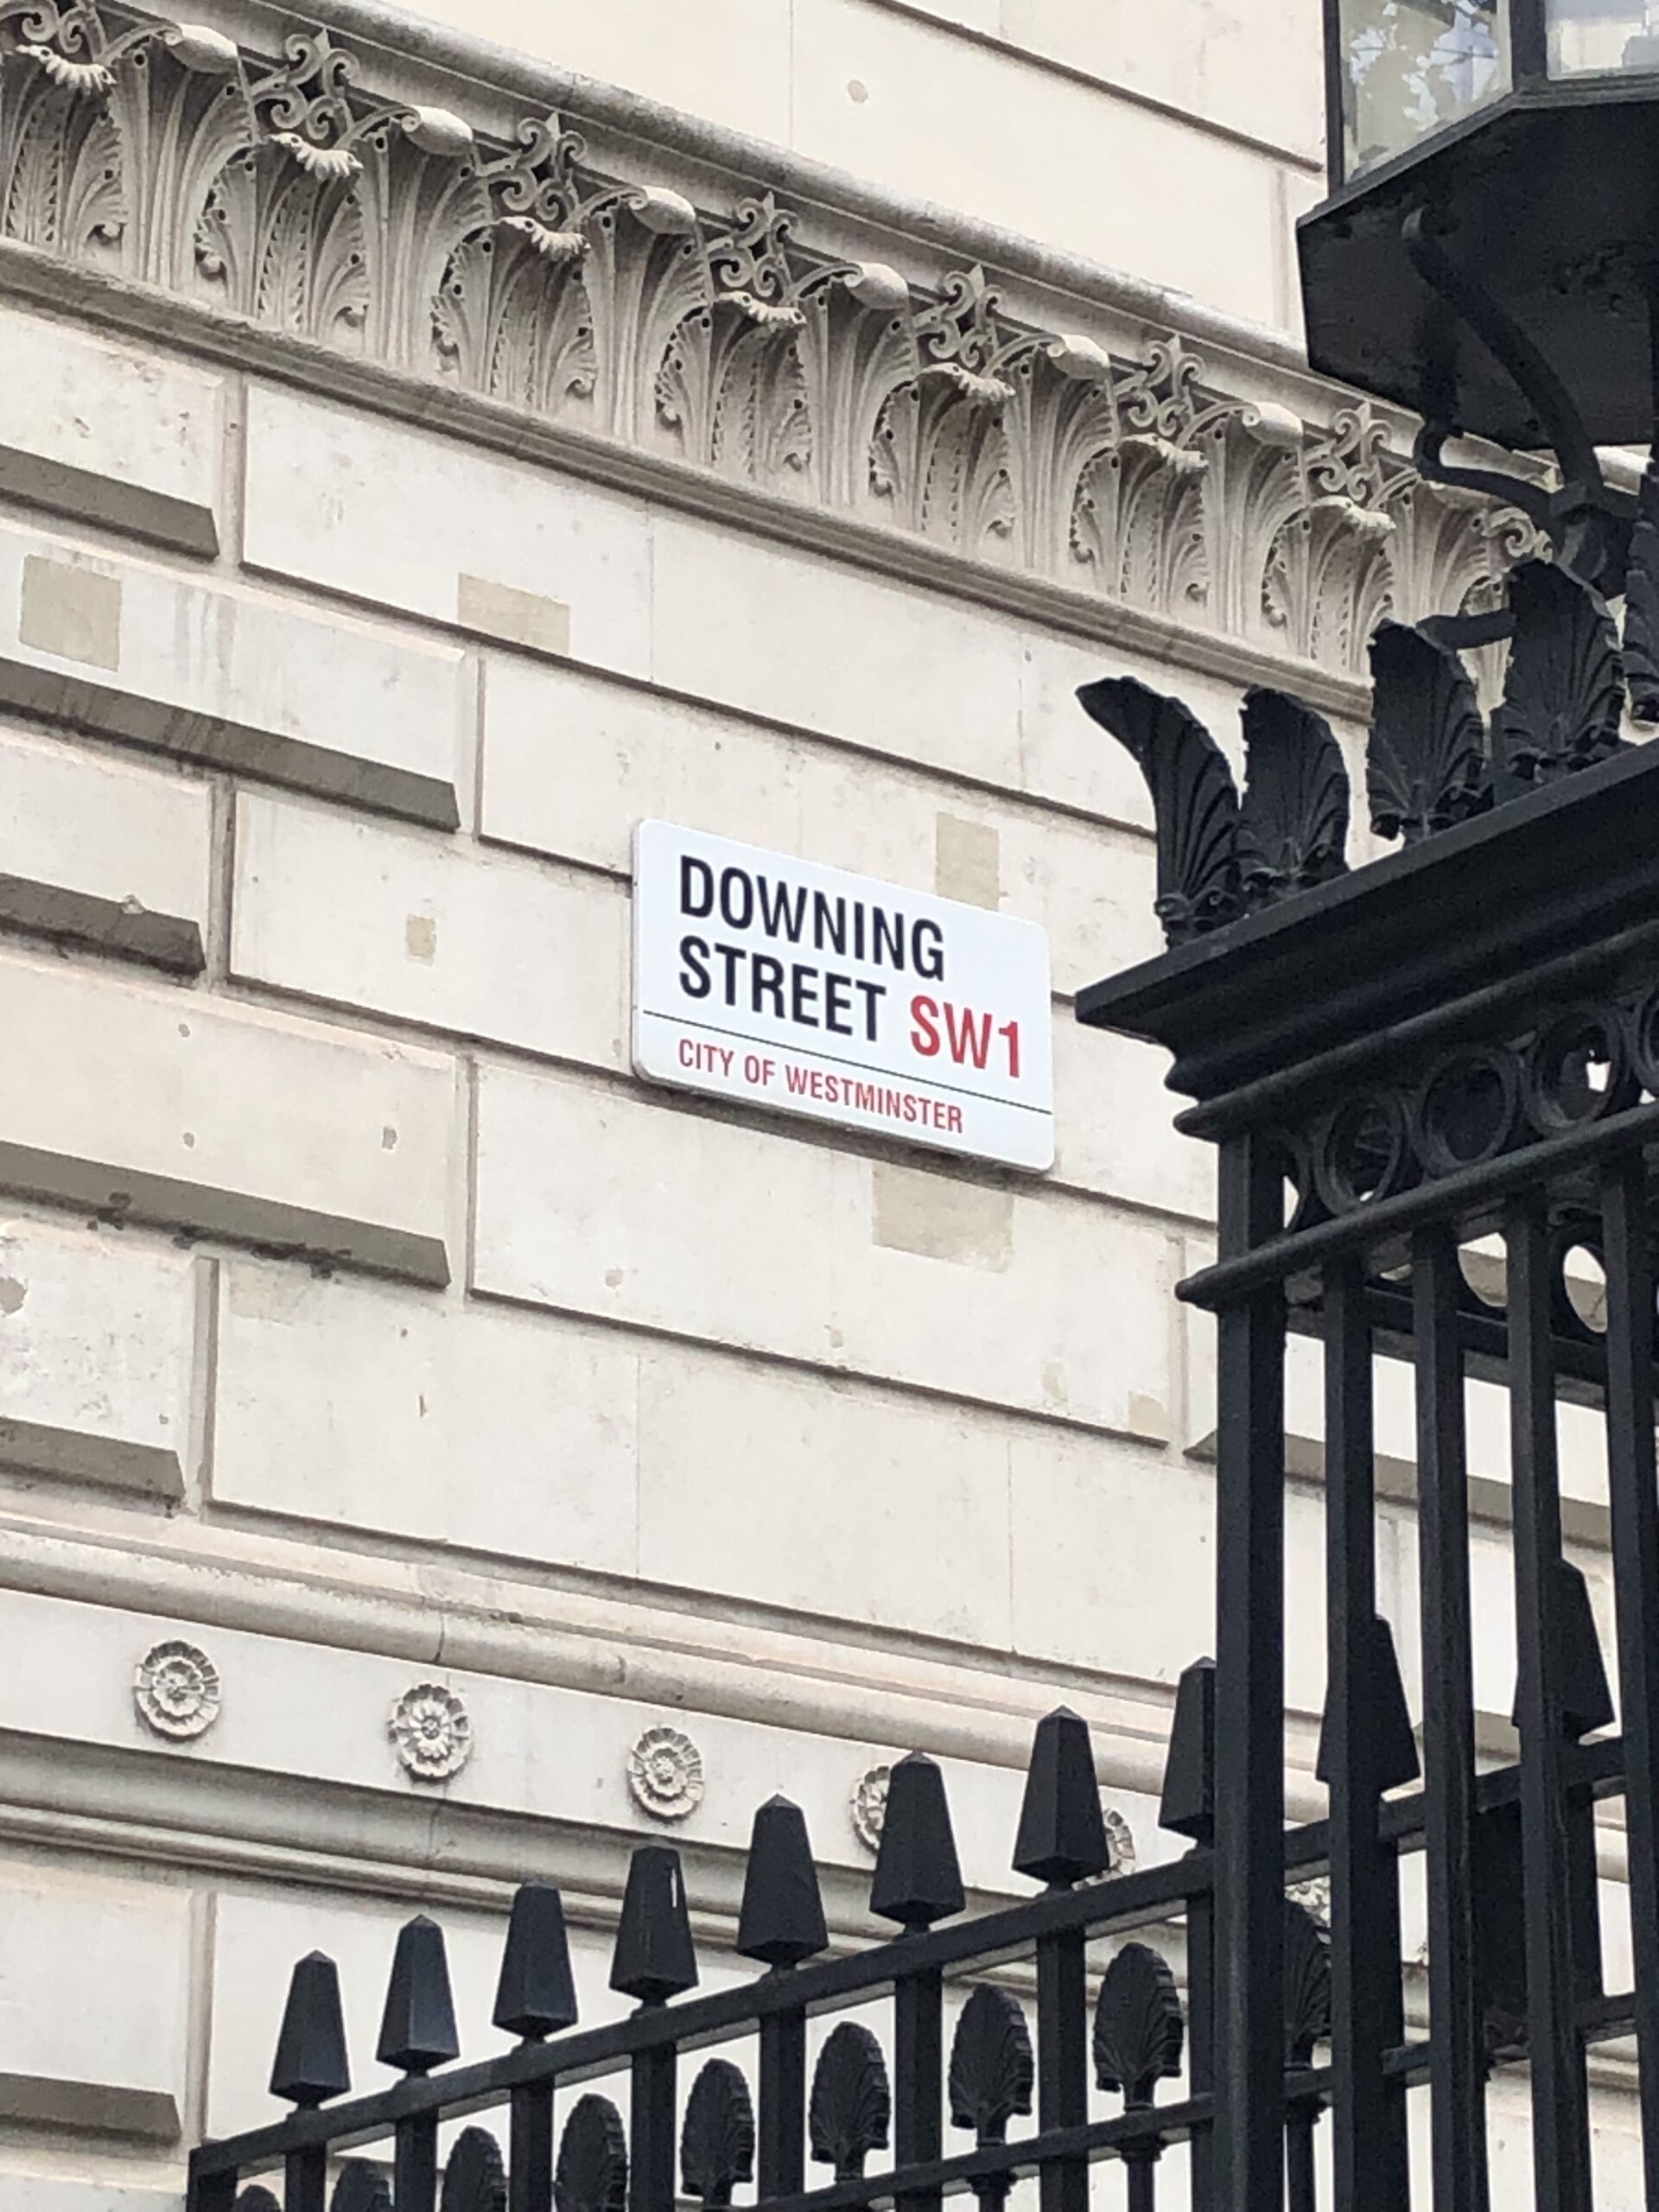 DOWNING
STREET SW1
CITY OF WESTMINSTER